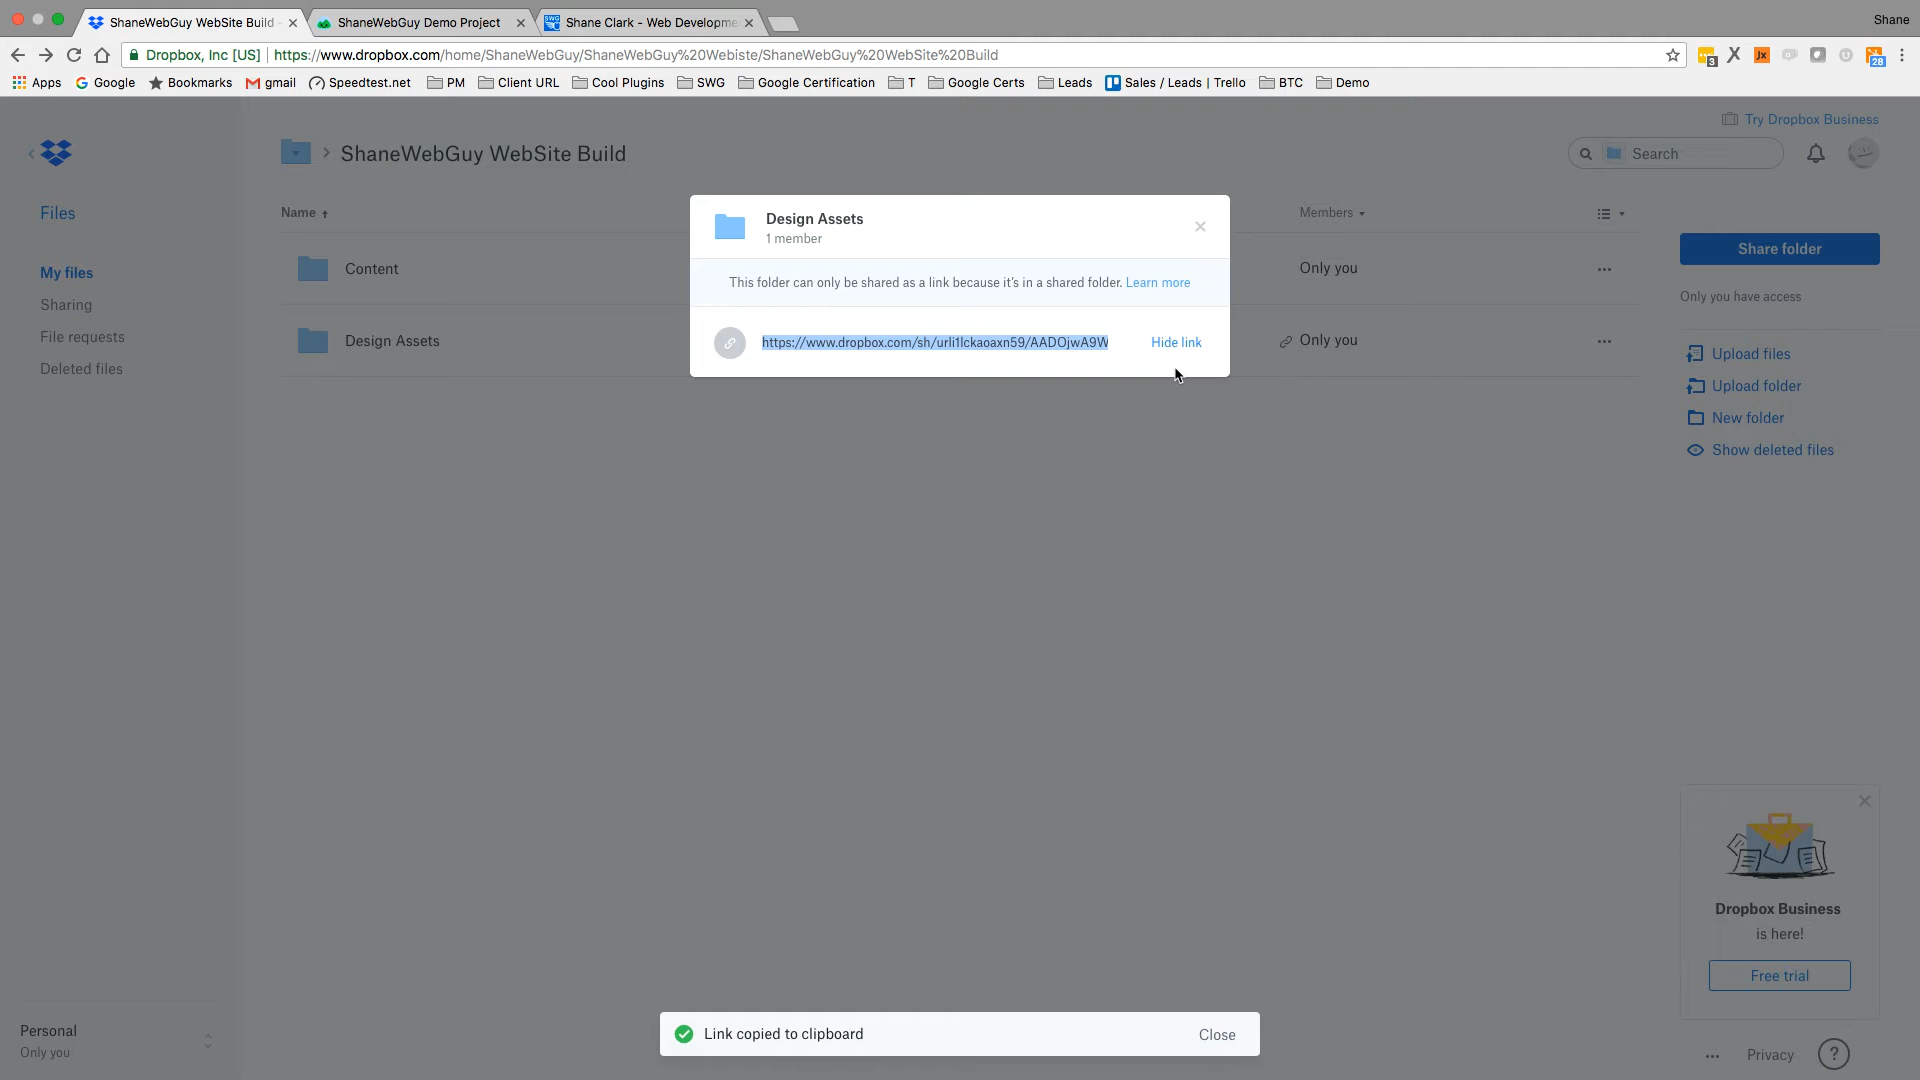 ShaneWebGuy WebSite Build -
ShaneWebGuy Demo Project
Shane Clark - Web Developme
Shane
Dropbox, Inc [US]
https://www.dropbox.com/home/ShaneWebGuy/ShaneWebGuy%20Webiste/ShaneWebGuy%20WebSite%20Build
3
Jx
28
Apps
Google
Bookmarks
gmail
Speedtest.net
PM
Client URL
Cool Plugins
SWG
Google Certification
T
Google Certs
Leads
Sales / Leads | Trello
BTC
Demo
Try Dropbox Business
ShaneWebGuy WebSite Build
Search
Files
My files
Sharing
File requests
Deleted files
Name
Members
Content
Only you
Design Assets
Only you
Design Assets
1 member
This folder can only be shared as a link because it's in a shared folder. Learn more
https://www.dropbox.com/sh/urli1lckaoaxn59/AADOjwA9W
Hide link
Share folder
Only you have access
Upload files
Upload folder
New folder
Show deleted files
Dropbox Business
is here!
Free trial
Personal
Only you
Link copied to clipboard
Close
Privacy
?